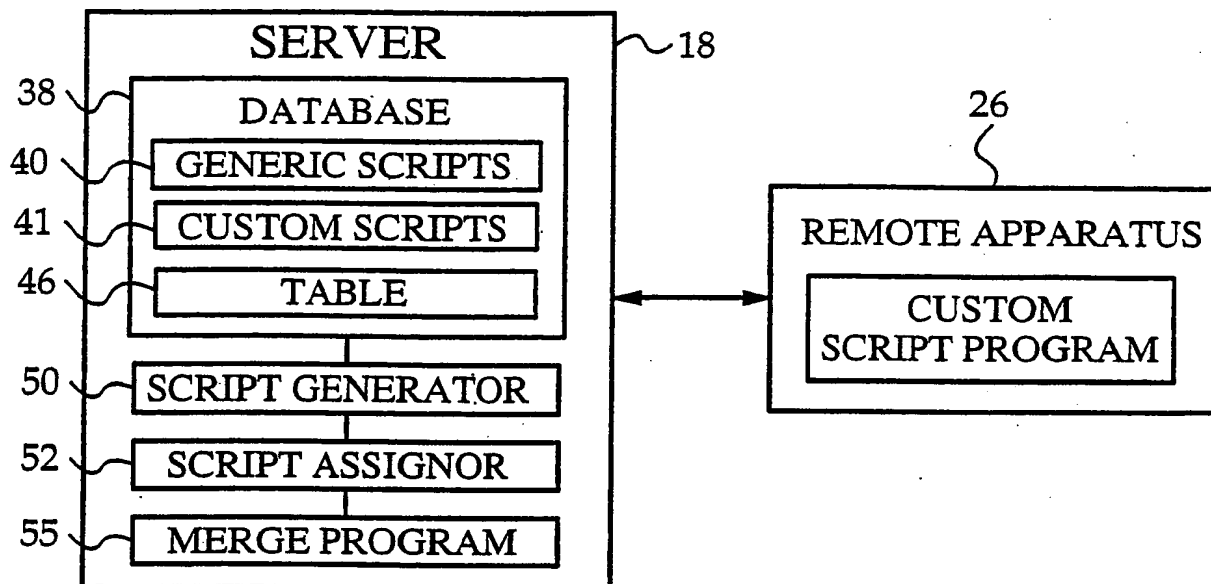 SERVER
18
38
DATABASE
40
GENERIC SCRIPTS
41
CUSTOM SCRIPTS
46
TABLE
50
SCRIPT GENERATOR
52
SCRIPT ASSIGNOR
55
MERGE PROGRAM
26
REMOTE APPARATUS
CUSTOM
SCRIPT PROGRAM